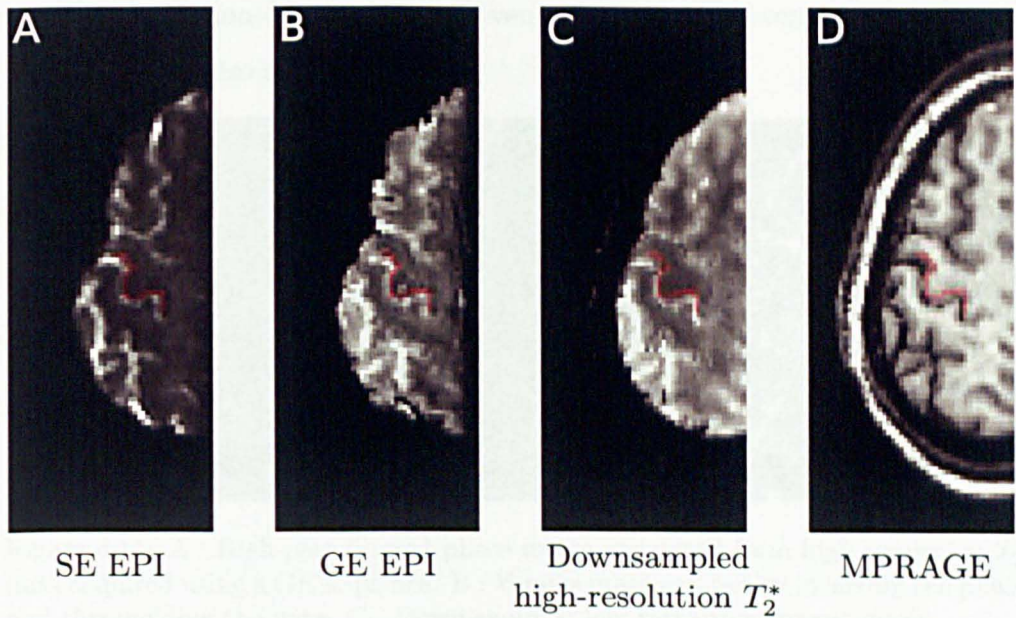 A B C D
SE EPI
GE EPI
Downsampled
high-resolution T₂*
MPRAGE